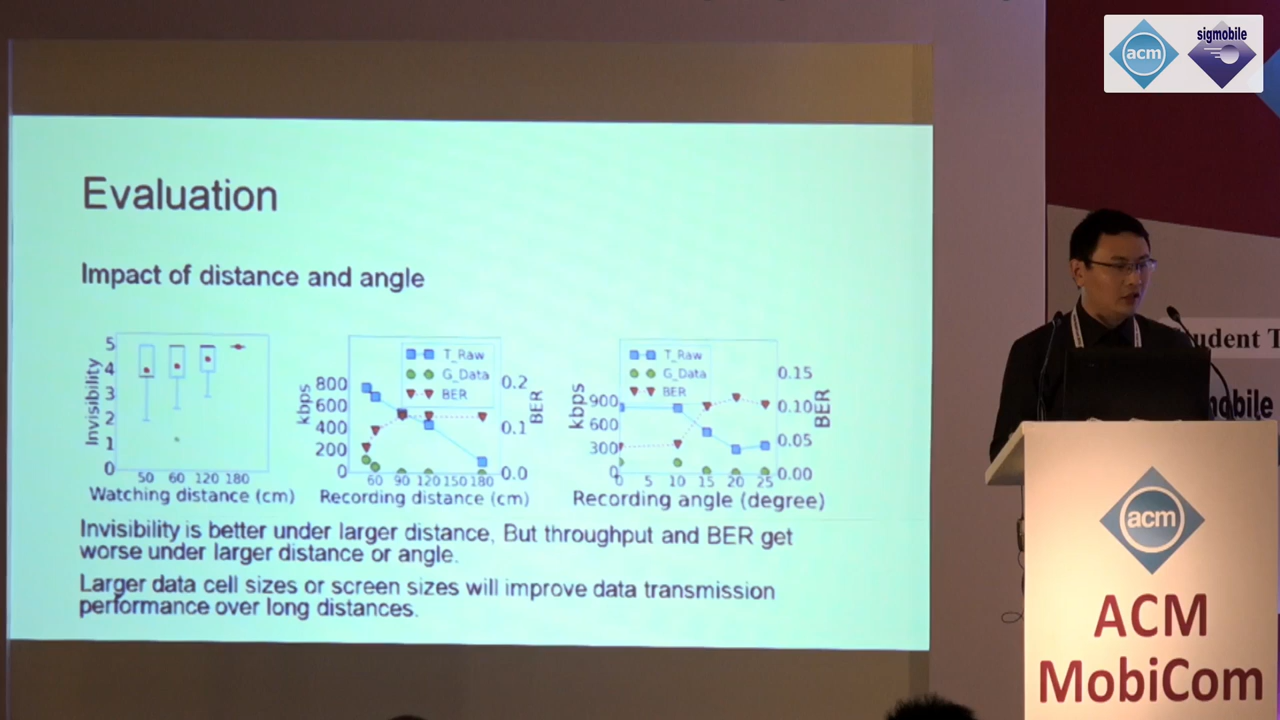 acm
sigmobile
Evaluation
Impact of distance and angle
5
4
3
2
1
0
Invisibility
50 60 120 180
Watching distance (cm)
800
600
400
200
0
kbps
T_Raw
G_Data
BER
0.2
0.1
0.0
BER
60 90 120 150 180
Recording distance (cm)
900
600
300
0
kbps
T_Raw
G_Data
BER
0.15
0.10
0.05
0.00
BER
0 5 10 15 20 25
Recording angle (degree)
Invisibility is better under larger distance, But throughput and BER get
worse under larger distance or angle.
Larger data cell sizes or screen sizes will improve data transmission
performance over long distances.
udent T
obile
acm
ACM
MobiCom